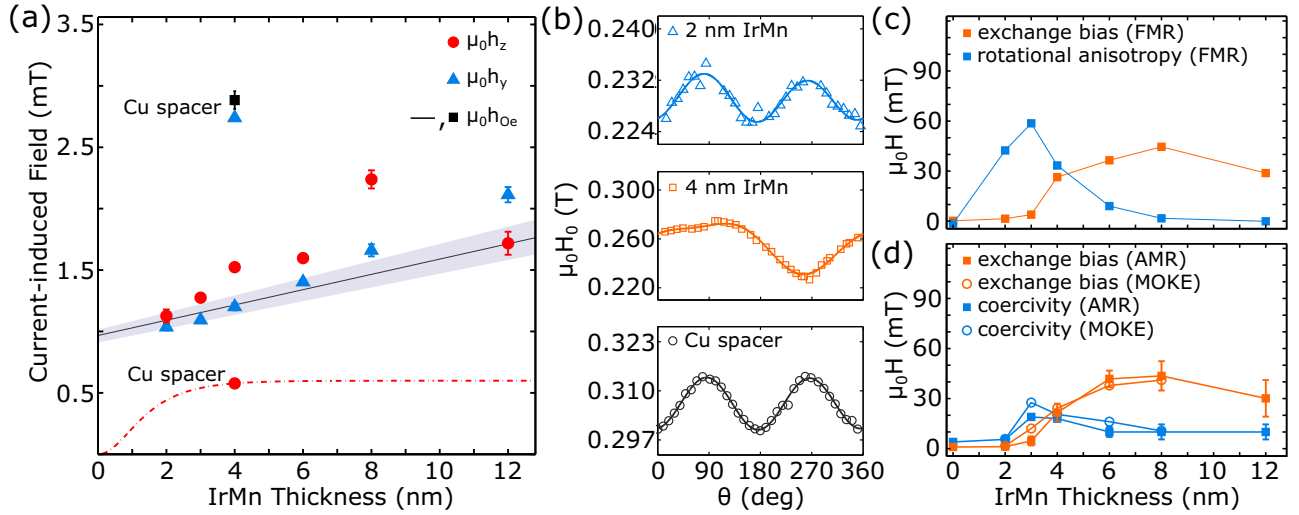 (a)
3.5
2.5
1.5
0.5
Current-induced Field (mT)
μ₀h_z
μ₀h_y
—, ■ μ₀h_Oe
Cu spacer
Cu spacer
0 2 4 6 8 10 12
IrMn Thickness (nm)
(b)
0.240
0.232
0.224
2 nm IrMn
0.300
0.260
0.220
4 nm IrMn
μ₀H₀ (T)
0.323
0.310
0.297
Cu spacer
0 90 180 270 360
θ (deg)
(c)
exchange bias (FMR)
rotational anisotropy (FMR)
90
60
30
0
μ₀H (mT)
(d)
exchange bias (AMR)
exchange bias (MOKE)
coercivity (AMR)
coercivity (MOKE)
90
60
30
0
μ₀H (mT)
0 2 4 6 8 10 12
IrMn Thickness (nm)